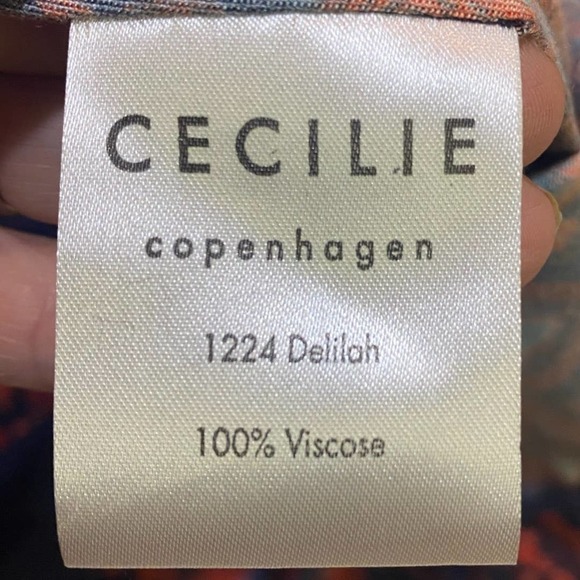 CECILIE
copenhagen
1224 Delilah
100% Viscose